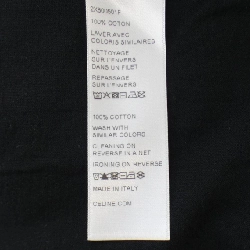 100% COTON
LAVER AVEC
COLORIS SIMILAIRES
NETTOYAGE
SUR L'ENVERS
DANS UN FILET
REPASSAGE
SUR L'ENVERS
100% COTTON
WASH WITH
SIMILAR COLORS
CLEANING ON
REVERSE IN A NET
IRONING ON REVERSE
MADE IN ITALY
CELINE.COM